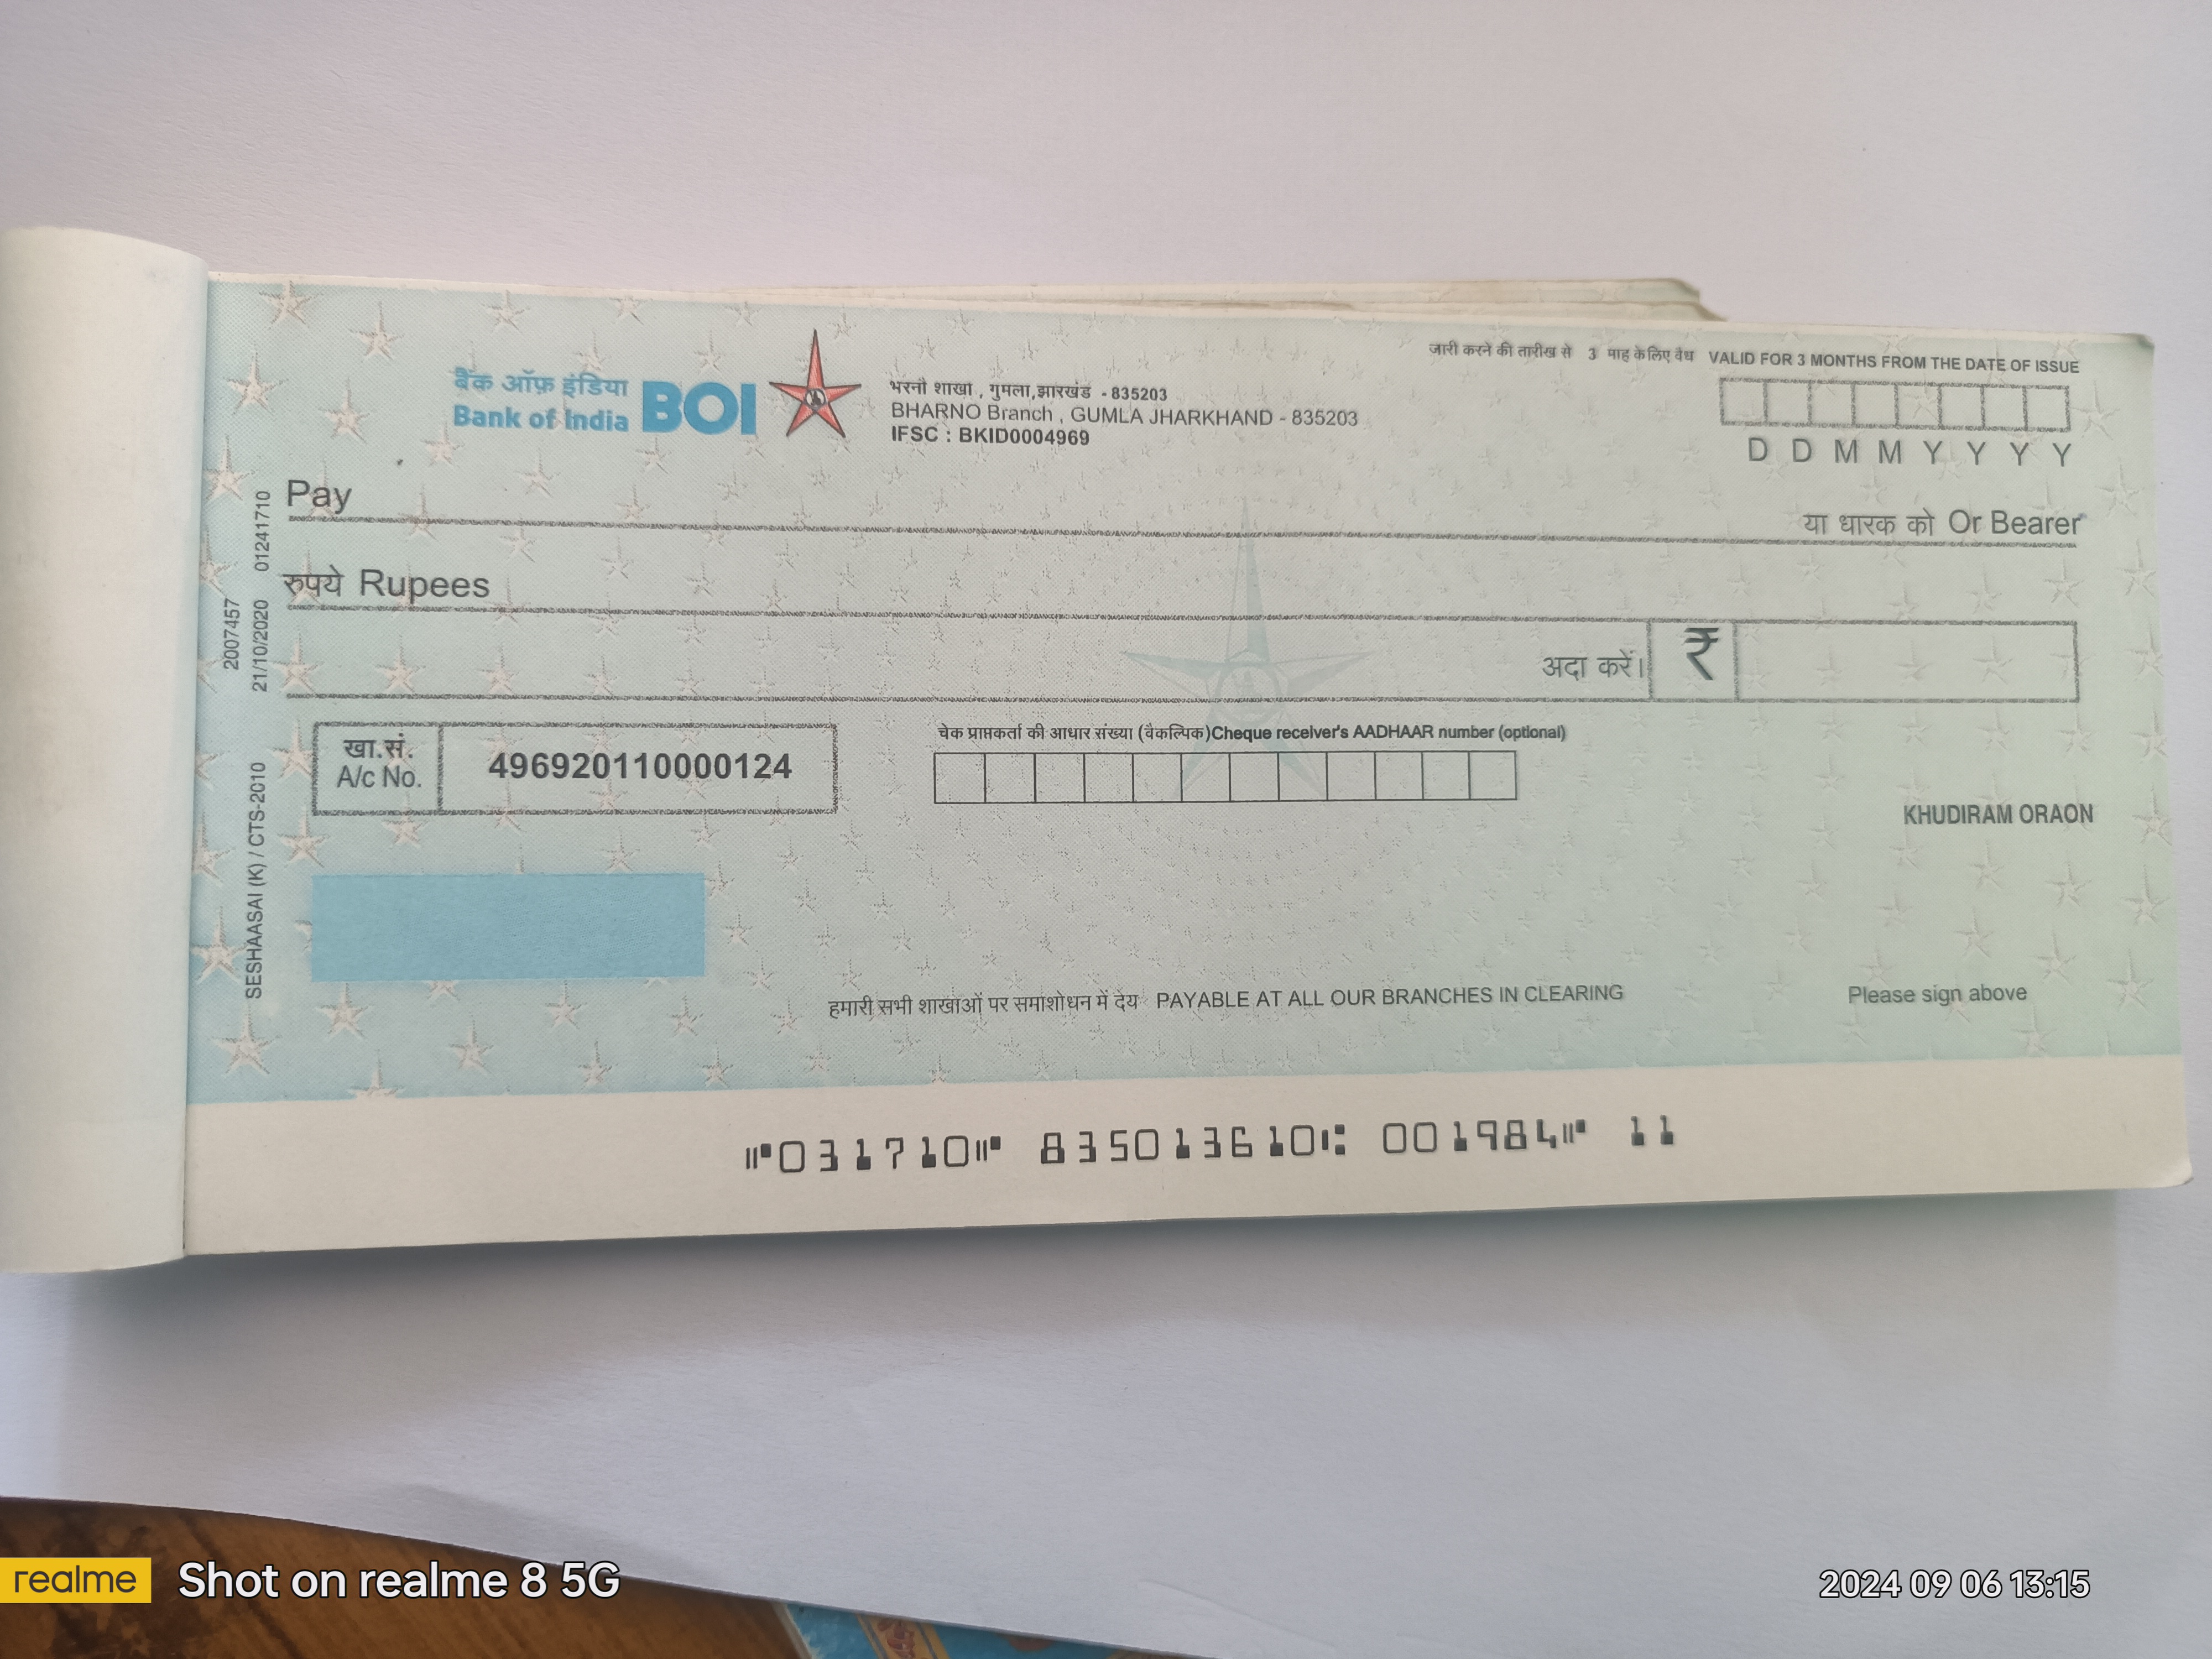 बैंक ऑफ़ इंडिया
Bank of India BOI
भरनो शाखा , गुमला,झारखंड - 835203
BHARNO Branch , GUMLA JHARKHAND - 835203
IFSC : BKID0004969
जारी करने की तारीख से 3 माह के लिए वैध VALID FOR 3 MONTHS FROM THE DATE OF ISSUE
D D M M Y Y Y Y
Pay
या धारक को Or Bearer
रुपये Rupees
अदा करें। ₹
खा.सं.
A/c No.
496920110000124
चेक प्राप्तकर्ता की आधार संख्या (वैकल्पिक)Cheque receiver's AADHAAR number (optional)
KHUDIRAM ORAON
हमारी सभी शाखाओं पर समाशोधन में देय PAYABLE AT ALL OUR BRANCHES IN CLEARING
Please sign above
2007457
21/10/2020 01241710
SESHAASAI (K) / CTS-2010
⑈031710⑈ 835013610⑆ 001984⑈ 11
realme Shot on realme 8 5G
2024 09 06 13:15